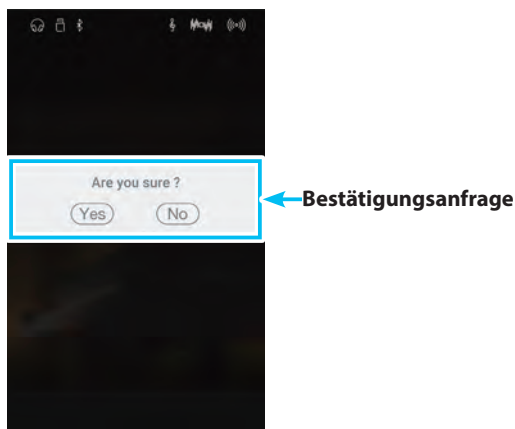 Are you sure ?
Yes No
Bestätigungsanfrage